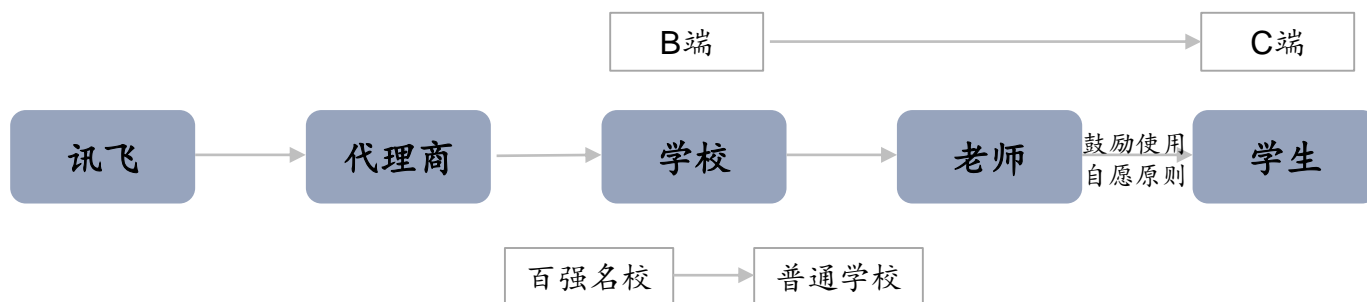 B端
C端
讯飞
代理商
学校
老师
鼓励使用
自愿原则
学生
百强名校
普通学校